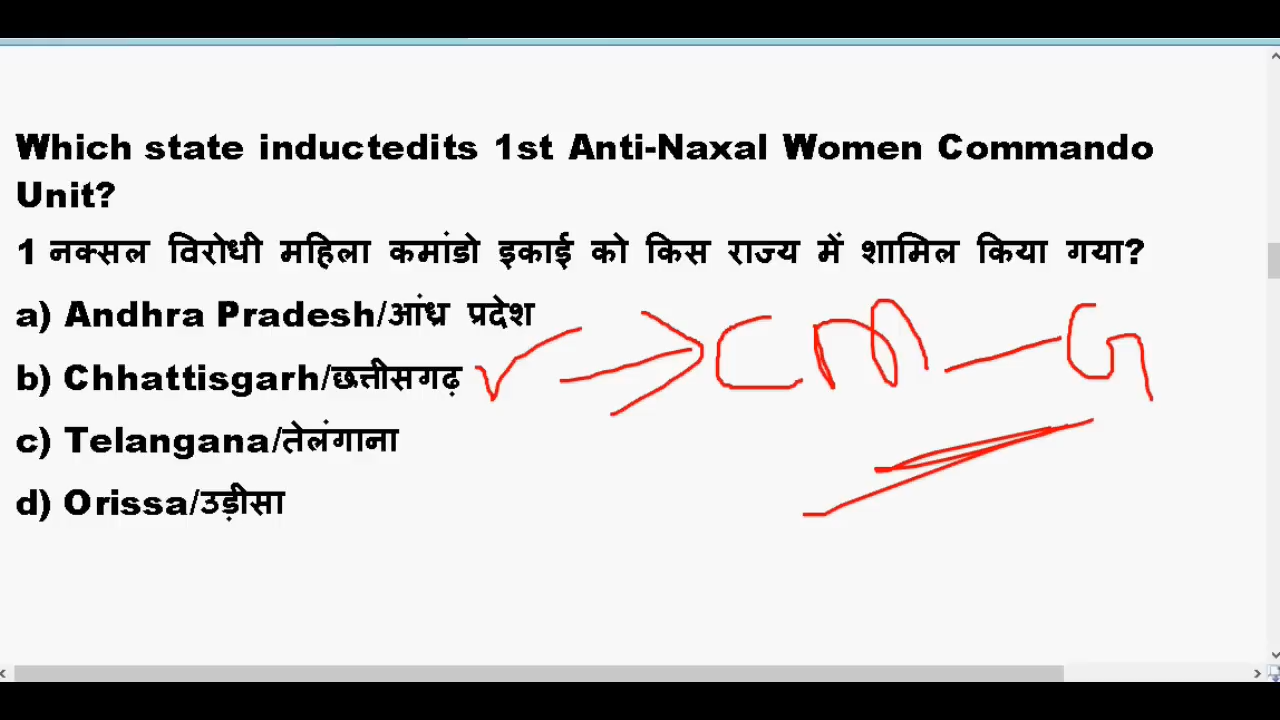 Which state inductedits 1st Anti-Naxal Women Commando
Unit?
1 नक्सल विरोधी महिला कमांडो इकाई को किस राज्य में शामिल किया गया?
a) Andhra Pradesh/आंध्र प्रदेश
b) Chhattisgarh/छत्तीसगढ़ CM - G
c) Telangana/तेलंगाना
d) Orissa/उड़ीसा